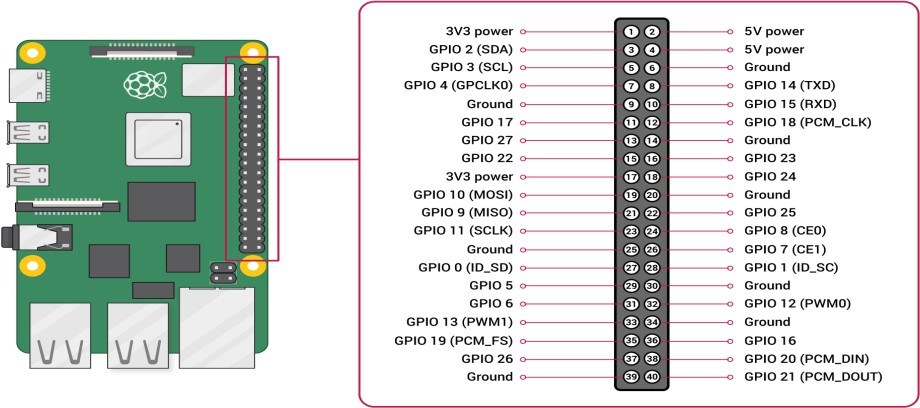 3V3 power 1 2 5V power
GPIO 2 (SDA) 3 4 5V power
GPIO 3 (SCL) 5 6 Ground
GPIO 4 (GPCLK0) 7 8 GPIO 14 (TXD)
Ground 9 10 GPIO 15 (RXD)
GPIO 17 11 12 GPIO 18 (PCM_CLK)
GPIO 27 13 14 Ground
GPIO 22 15 16 GPIO 23
3V3 power 17 18 GPIO 24
GPIO 10 (MOSI) 19 20 Ground
GPIO 9 (MISO) 21 22 GPIO 25
GPIO 11 (SCLK) 23 24 GPIO 8 (CE0)
Ground 25 26 GPIO 7 (CE1)
GPIO 0 (ID_SD) 27 28 GPIO 1 (ID_SC)
GPIO 5 29 30 Ground
GPIO 6 31 32 GPIO 12 (PWM0)
GPIO 13 (PWM1) 33 34 Ground
GPIO 19 (PCM_FS) 35 36 GPIO 16
GPIO 26 37 38 GPIO 20 (PCM_DIN)
Ground 39 40 GPIO 21 (PCM_DOUT)